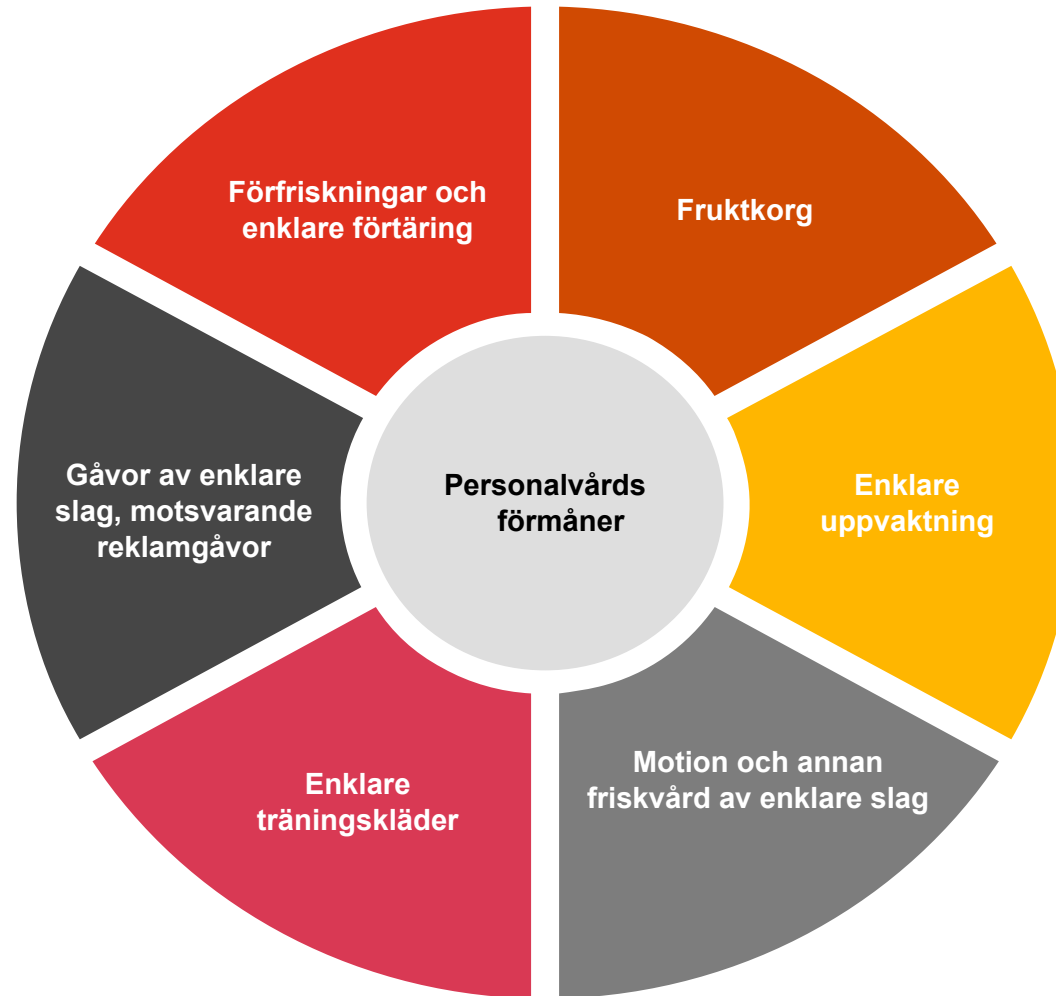 Förfriskningar och
enklare förtäring
Fruktkorg
Gåvor av enklare
slag, motsvarande
reklamgåvor
Personalvårds
förmåner
Enklare
uppvaktning
Enklare
träningskläder
Motion och annan
friskvård av enklare slag